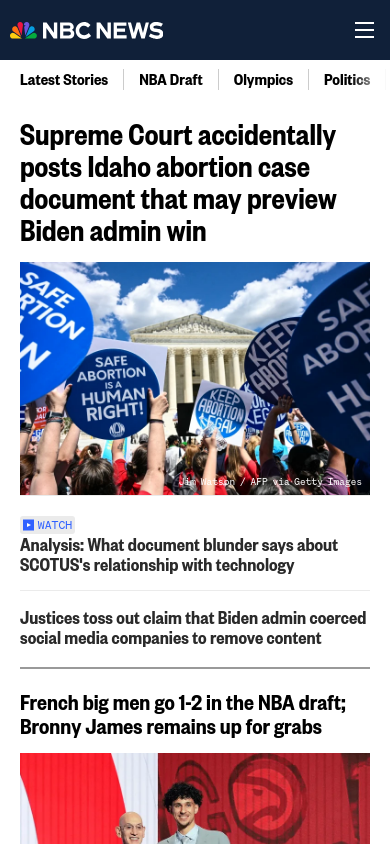 NBC NEWS
Latest Stories
NBA Draft
Olympics
Politics
Supreme Court accidentally
posts Idaho abortion case
document that may preview
Biden admin win
SAFE
ABORTION
SAFE
ABORTION
IS A
HUMAN
RIGHT!
KEEP
ABORTION
LEGAL
KEEP
ABORTION
LEGAL
SAFE
Jim Watson / AFP via Getty Images
WATCH
Analysis: What document blunder says about
SCOTUS's relationship with technology
Justices toss out claim that Biden admin coerced
social media companies to remove content
French big men go 1-2 in the NBA draft;
Bronny James remains up for grabs